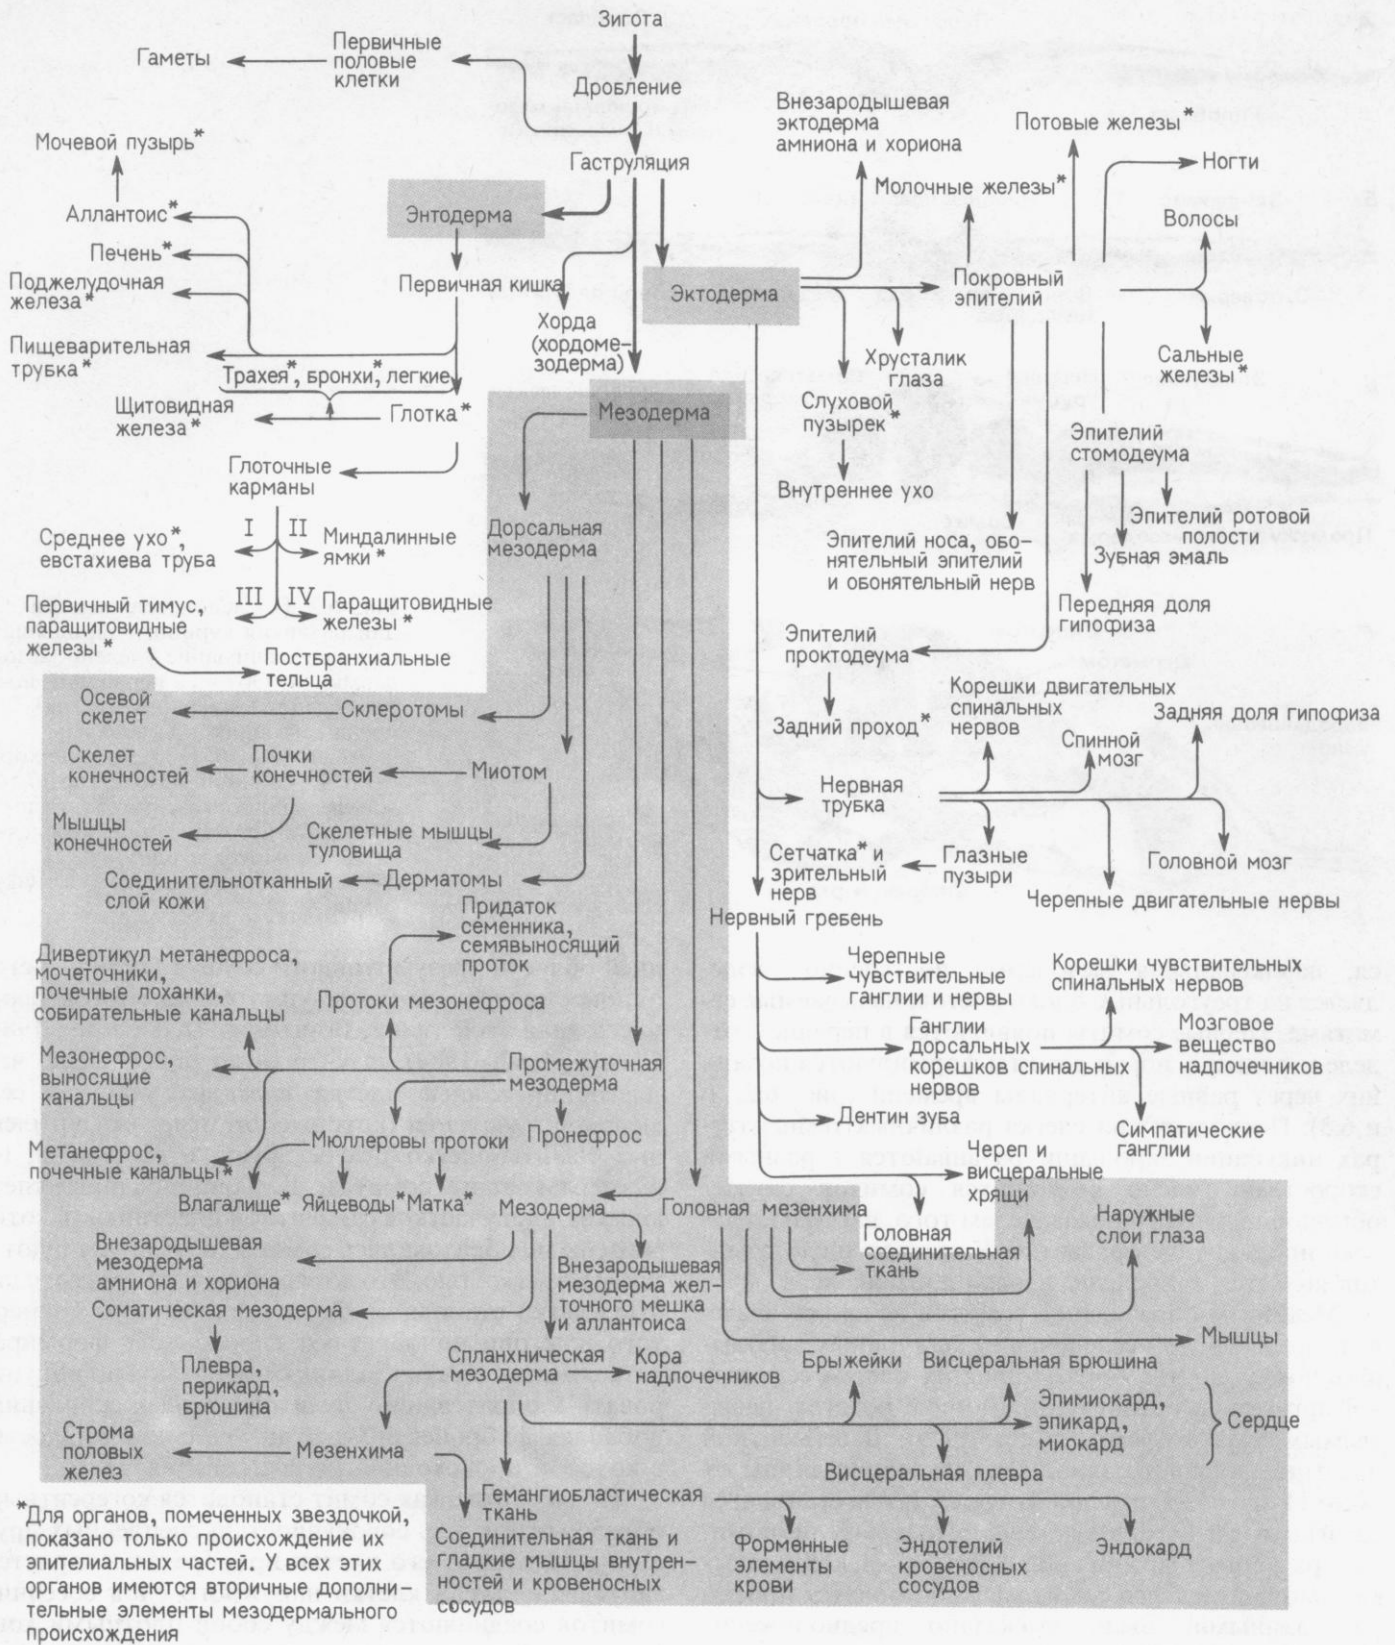 Зигота
Первичные
половые
клетки
Гаметы
Дробление
Гаструляция
Мочевой пузырь*
Аллантоис*
Печень*
Поджелудочная
железа*
Пищеварительная
трубка*
Энтодерма
Первичная кишка
Трахея*, бронхи*, легкие
Щитовидная
железа*
Глотка*
Глоточные
карманы
I
II
Среднее ухо*,
евстахиева труба
Миндалинные
ямки*
III
IV
Первичный тимус,
паращитовидные
железы*
Паращитовидные
железы*
Постбранхиальные
тельца
Хорда
(хордоме-
зодерма)
Внезародышевая
эктодерма
амниона и хориона
Потовые железы*
Ногти
Молочные железы*
Волосы
Эктодерма
Покровный
эпителий
Хрусталик
глаза
Сальные
железы*
Слуховой
пузырек*
Внутреннее ухо
Эпителий
стомодеума
Эпителий ротовой
полости
Зубная эмаль
Передняя доля
гипофиза
Эпителий носа, обо-
нятельный эпителий
и обонятельный нерв
Эпителий
проктодеума
Задний проход*
Корешки двигательных
спинальных
нервов
Задняя доля гипофиза
Спинной
мозг
Нервная
трубка
Сетчатка* и
зрительный
нерв
Глазные
пузыри
Головной мозг
Черепные двигательные нервы
Нервный гребень
Черепные
чувствительные
ганглии и нервы
Корешки чувствительных
спинальных нервов
Ганглии
дорсальных
корешков спинальных
нервов
Мозговое
вещество
надпочечников
Дентин зуба
Симпатические
ганглии
Череп и
висцеральные
хрящи
Головная
соединительная
ткань
Мезодерма
Дорсальная
мезодерма
Осевой
скелет
Склеротомы
Скелет
конечностей
Почки
конечностей
Миотом
Мышцы
конечностей
Скелетные мышцы
туловища
Соединительнотканный
слой кожи
Дерматомы
Придаток
семенника,
семявыносящий
проток
Дивертикул метанефроса,
мочеточники,
почечные лоханки,
собирательные канальцы
Протоки мезонефроса
Мезонефрос,
выносящие
канальцы
Промежуточная
мезодерма
Мюллеровы протоки
Пронефрос
Метанефрос,
почечные канальцы*
Влагалище*
Яйцеводы*
Матка*
Мезодерма
Головная мезенхима
Наружные
слои глаза
Внезародышевая
мезодерма
амниона и хориона
Внезародышевая
мезодерма жел-
точного мешка
и аллантоиса
Соматическая мезодерма
Мышцы
Плевра,
перикард,
брюшина
Спланхническая
мезодерма
Кора
надпочечников
Брыжейки
Висцеральная брюшина
Эпимиокард,
эпикард,
миокард
Сердце
Строма
половых
желез
Мезенхима
Висцеральная плевра
Гемангиобластическая
ткань
Соединительная ткань и
гладкие мышцы внутрен-
ностей и кровеносных
сосудов
Форменные
элементы
крови
Эндотелий
кровеносных
сосудов
Эндокард
*Для органов, помеченных звездочкой,
показано только происхождение их
эпителиальных частей. У всех этих
органов имеются вторичные дополни-
тельные элементы мезодермального
происхождения